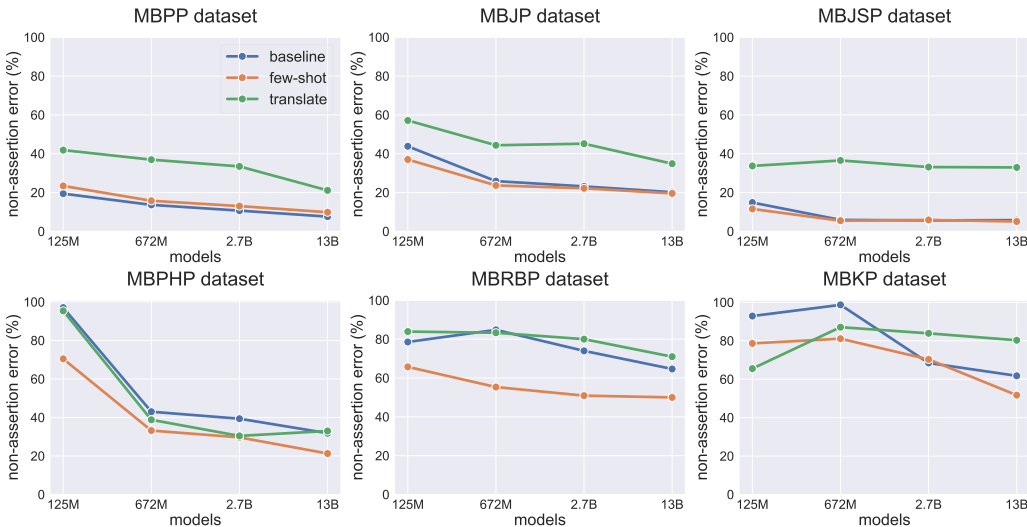 MBPP dataset
non-assertion error (%)
100
80
60
40
20
0
baseline
few-shot
translate
125M 672M 2.7B 13B
models
MBJP dataset
non-assertion error (%)
100
80
60
40
20
0
125M 672M 2.7B 13B
models
MBJSP dataset
non-assertion error (%)
100
80
60
40
20
0
125M 672M 2.7B 13B
models
MBPHP dataset
non-assertion error (%)
100
80
60
40
20
0
125M 672M 2.7B 13B
models
MBRBP dataset
non-assertion error (%)
100
80
60
40
20
0
125M 672M 2.7B 13B
models
MBKP dataset
non-assertion error (%)
100
80
60
40
20
0
125M 672M 2.7B 13B
models